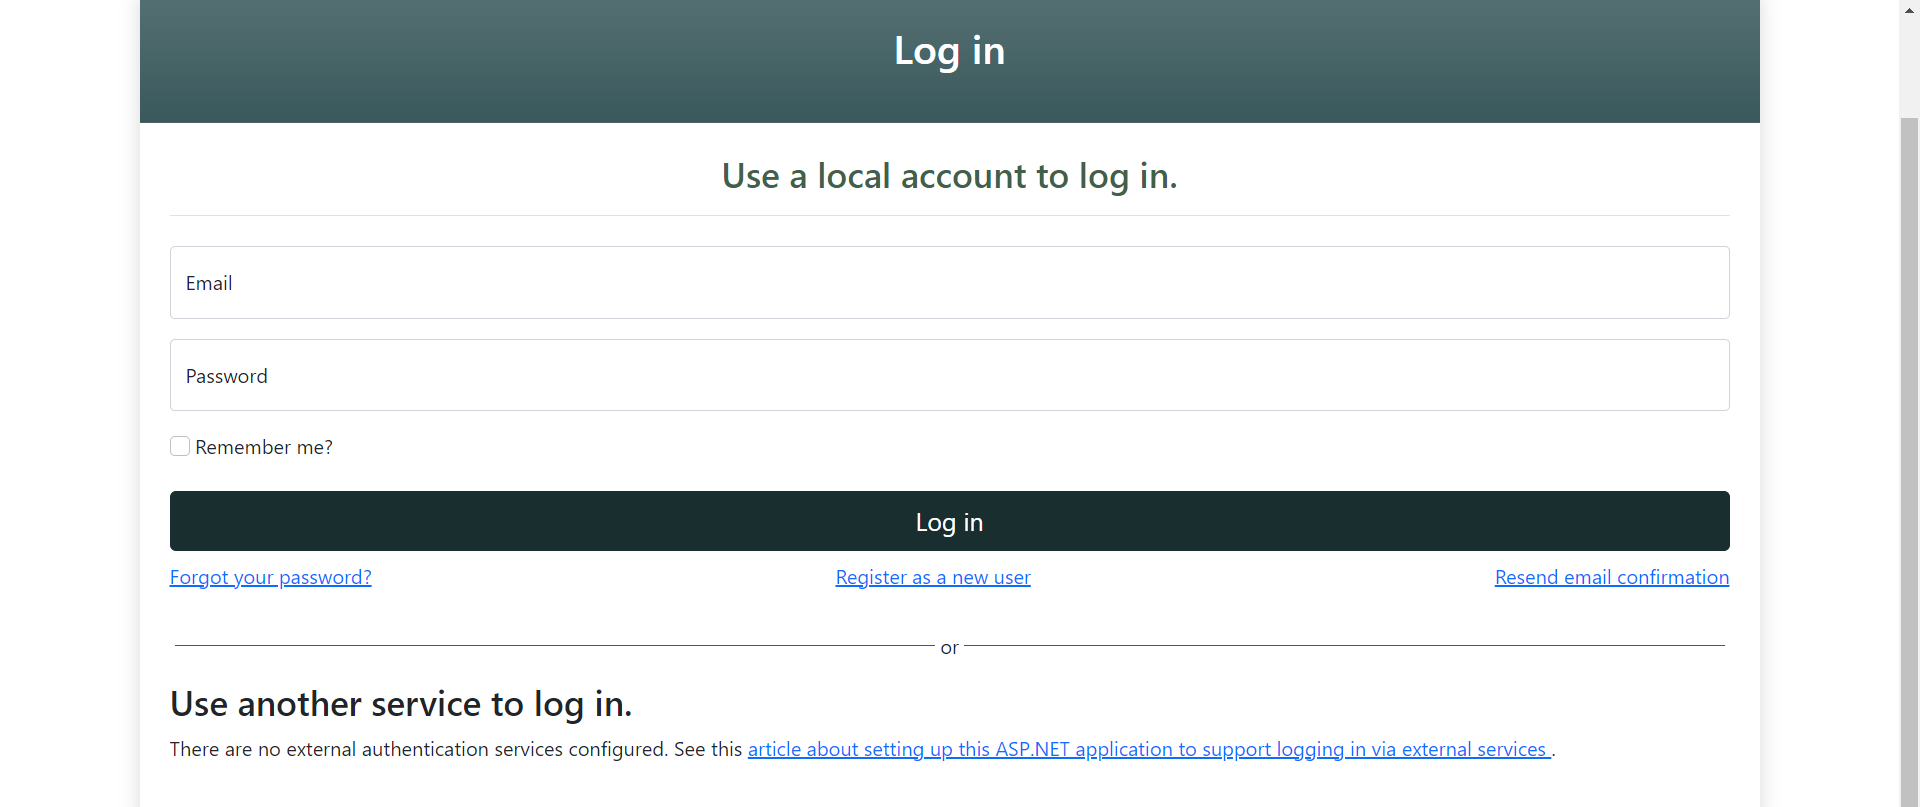 Log in
Use a local account to log in.
Email
Password
Remember me?
Log in
Forgot your password? Register as a new user Resend email confirmation
or
Use another service to log in.
There are no external authentication services configured. See this article about setting up this ASP.NET application to support logging in via external services .